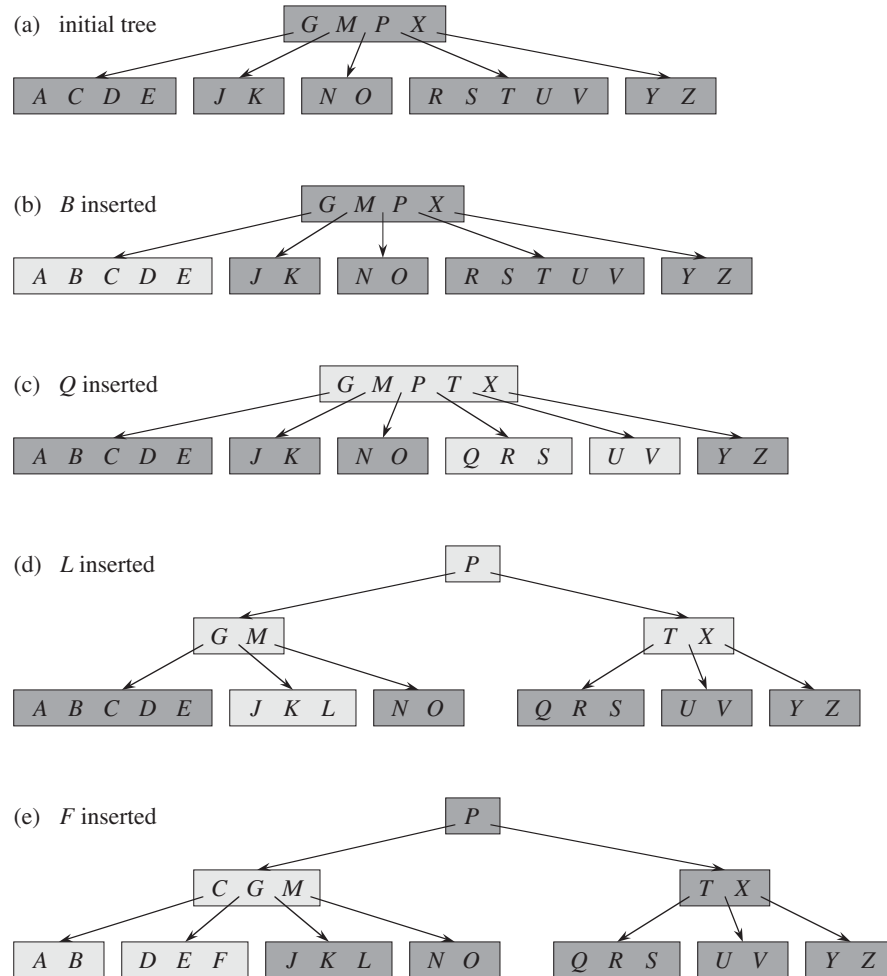 (a) initial tree
G M P X
A C D E J K N O R S T U V Y Z
(b) B inserted
G M P X
A B C D E J K N O R S T U V Y Z
(c) Q inserted
G M P T X
A B C D E J K N O Q R S U V Y Z
(d) L inserted
P
G M T X
A B C D E J K L N O Q R S U V Y Z
(e) F inserted
P
C G M T X
A B D E F J K L N O Q R S U V Y Z